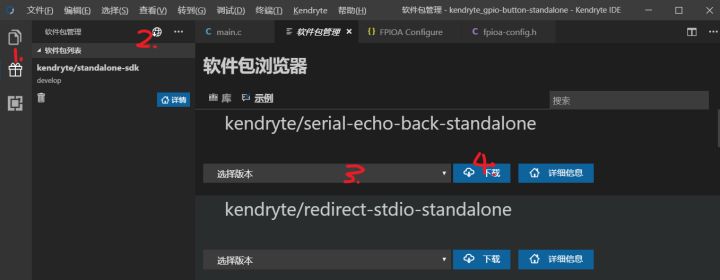 文件(F) 编辑(E) 选择(S) 查看(V) 转到(G) 调试(D) 终端(T) Kendryte 帮助(H) 软件包管理 - kendryte_gpio-button-standalone - Kendryte IDE
软件包管理 2. ...
main.c 软件包管理 × {} FPIOA Configure fpioa-config.h
1.
软件包列表
kendryte/standalone-sdk
develop
详情
软件包浏览器
库 示例 搜索
kendryte/serial-echo-back-standalone
选择版本 3. 4. 下载 详细信息
kendryte/redirect-stdio-standalone
选择版本 下载 详细信息